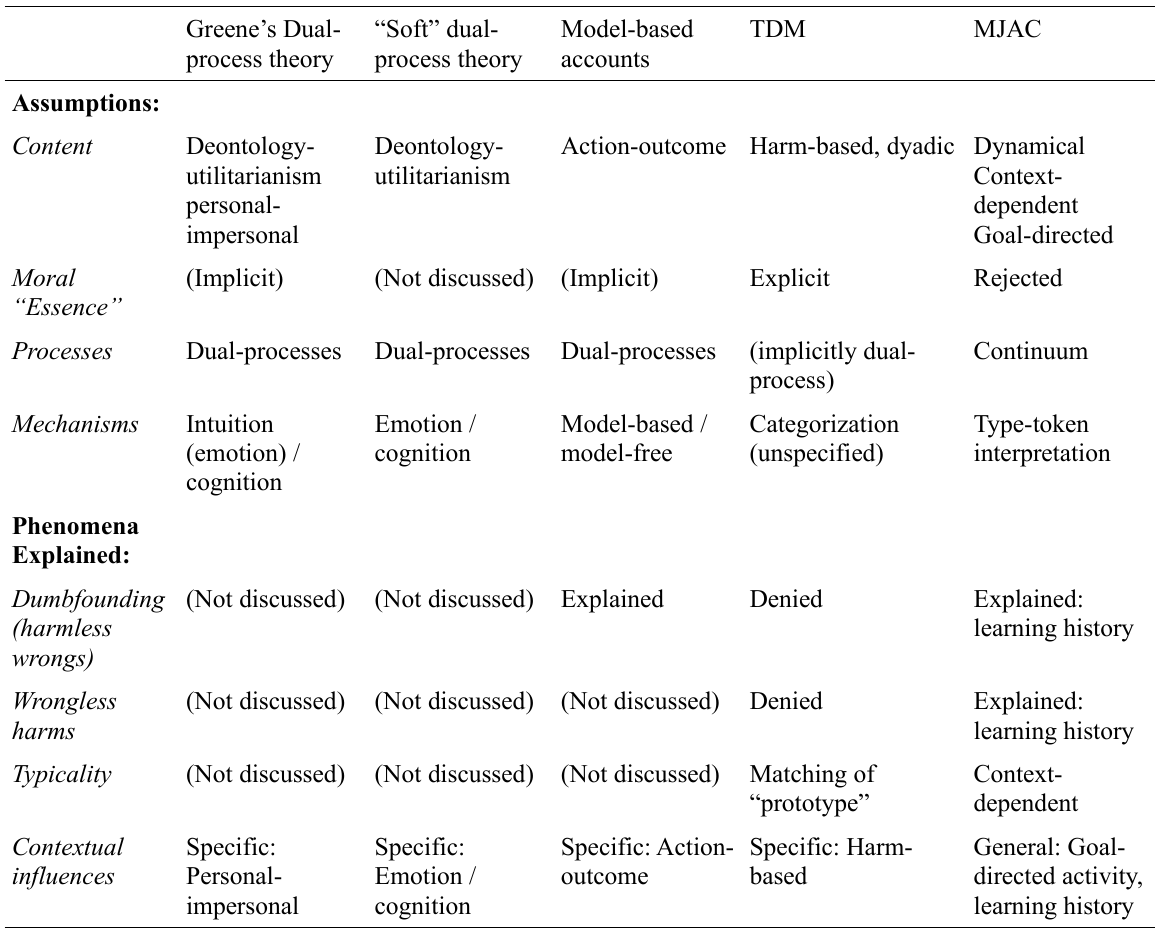 Greene’s Dual- “Soft” dual- Model-based TDM MJAC
process theory process theory accounts
Assumptions:
Content Deontology- Deontology- Action-outcome Harm-based, dyadic Dynamical
utilitarianism utilitarianism Context-
personal- dependent
impersonal Goal-directed
Moral (Implicit) (Not discussed) (Implicit) Explicit Rejected
“Essence”
Processes Dual-processes Dual-processes Dual-processes (implicitly dual- Continuum
process)
Mechanisms Intuition Emotion / Model-based / Categorization Type-token
(emotion) / cognition model-free (unspecified) interpretation
cognition
Phenomena
Explained:
Dumbfounding (Not discussed) (Not discussed) Explained Denied Explained:
(harmless learning history
wrongs)
Wrongless (Not discussed) (Not discussed) (Not discussed) Denied Explained:
harms learning history
Typicality (Not discussed) (Not discussed) (Not discussed) Matching of Context-
“prototype” dependent
Contextual Specific: Specific: Specific: Action- Specific: Harm- General: Goal-
influences Personal- Emotion / outcome based directed activity,
impersonal cognition learning history